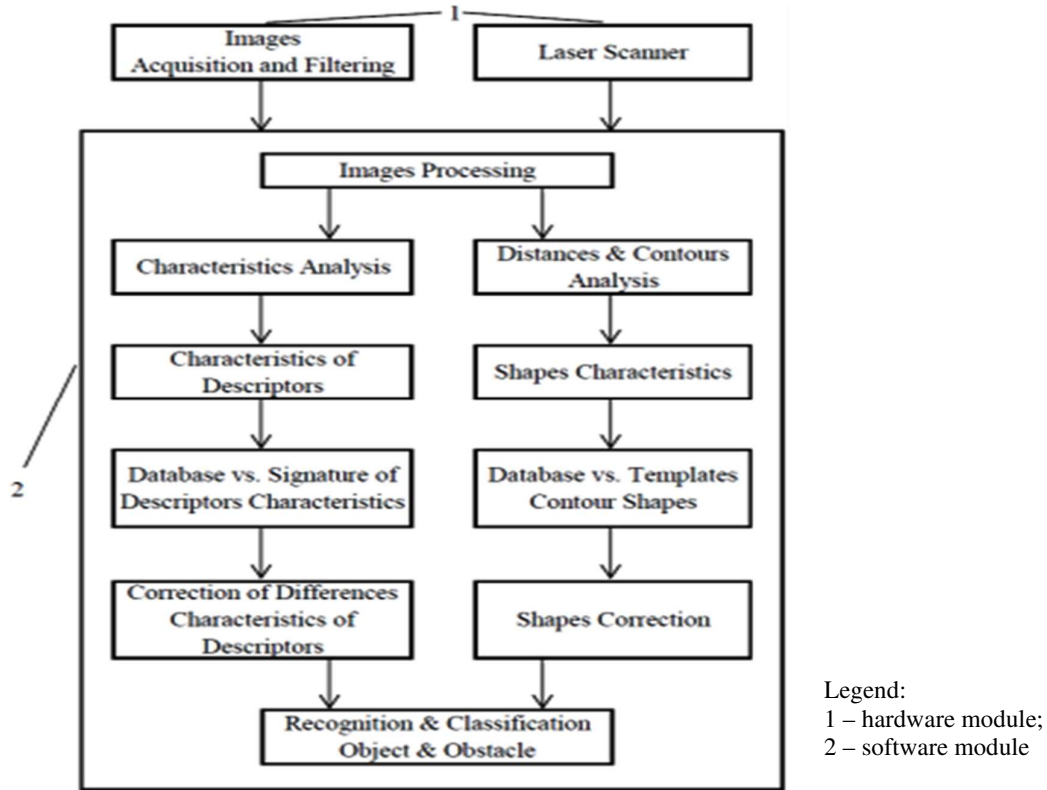 1
Images
Acquisition and Filtering
Laser Scanner
Images Processing
Characteristics Analysis
Distances & Contours
Analysis
Characteristics of
Descriptors
Shapes Characteristics
Database vs. Signature of
Descriptors Characteristics
Database vs. Templates
Contour Shapes
2
Correction of Differences
Characteristics of
Descriptors
Shapes Correction
Recognition & Classification
Object & Obstacle
Legend:
1 – hardware module;
2 – software module